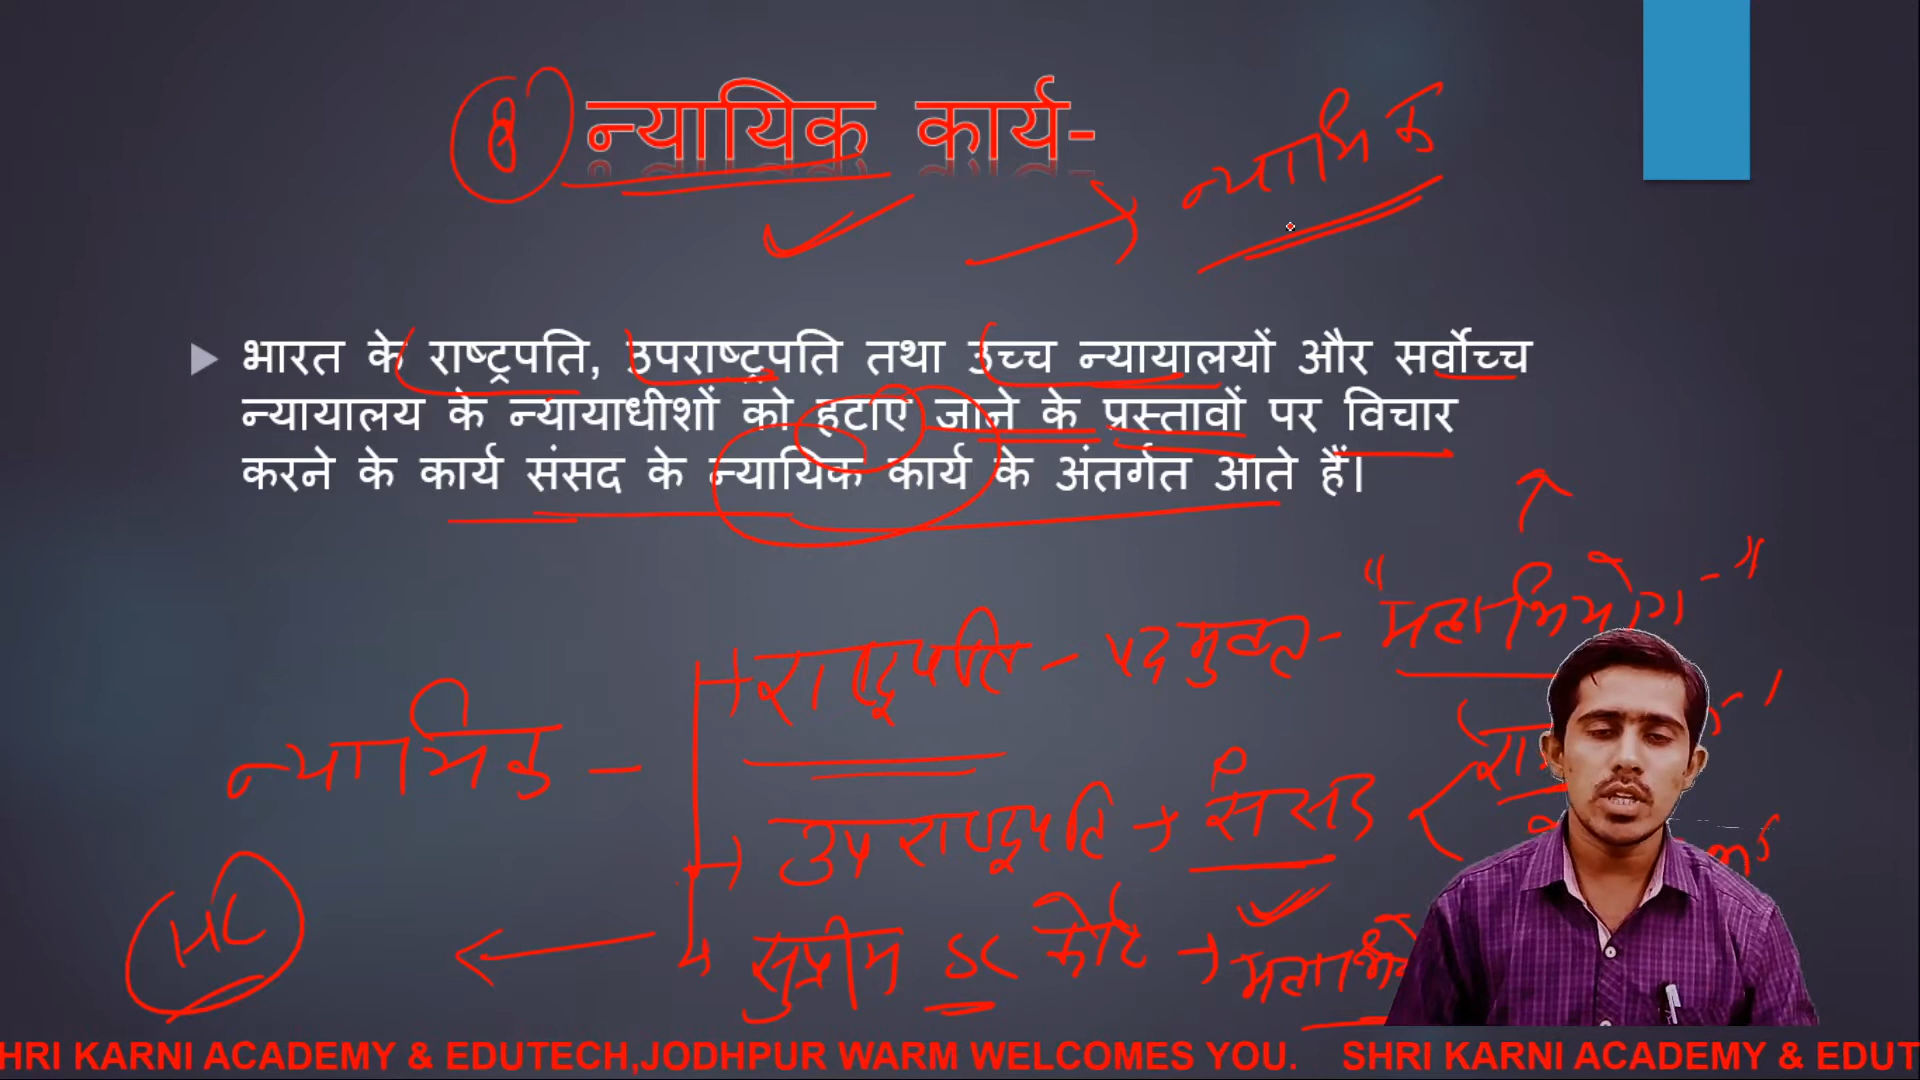 8 न्यायिक कार्य-
न्यायिक
भारत के राष्ट्रपति, उपराष्ट्रपति तथा उच्च न्यायालयों और सर्वोच्च
न्यायालय के न्यायाधीशों को हटाए जाने के प्रस्तावों पर विचार
करने के कार्य संसद के न्यायिक कार्य के अंतर्गत आते हैं।
राष्ट्रपति - पदमुक्त - "महाभियोग -"
न्यायिक -
उपराष्ट्रपति → संसद
HC
सुप्रीम SC कोर्ट →
HRI KARNI ACADEMY & EDUTECH,JODHPUR WARM WELCOMES YOU. SHRI KARNI ACADEMY & EDUT